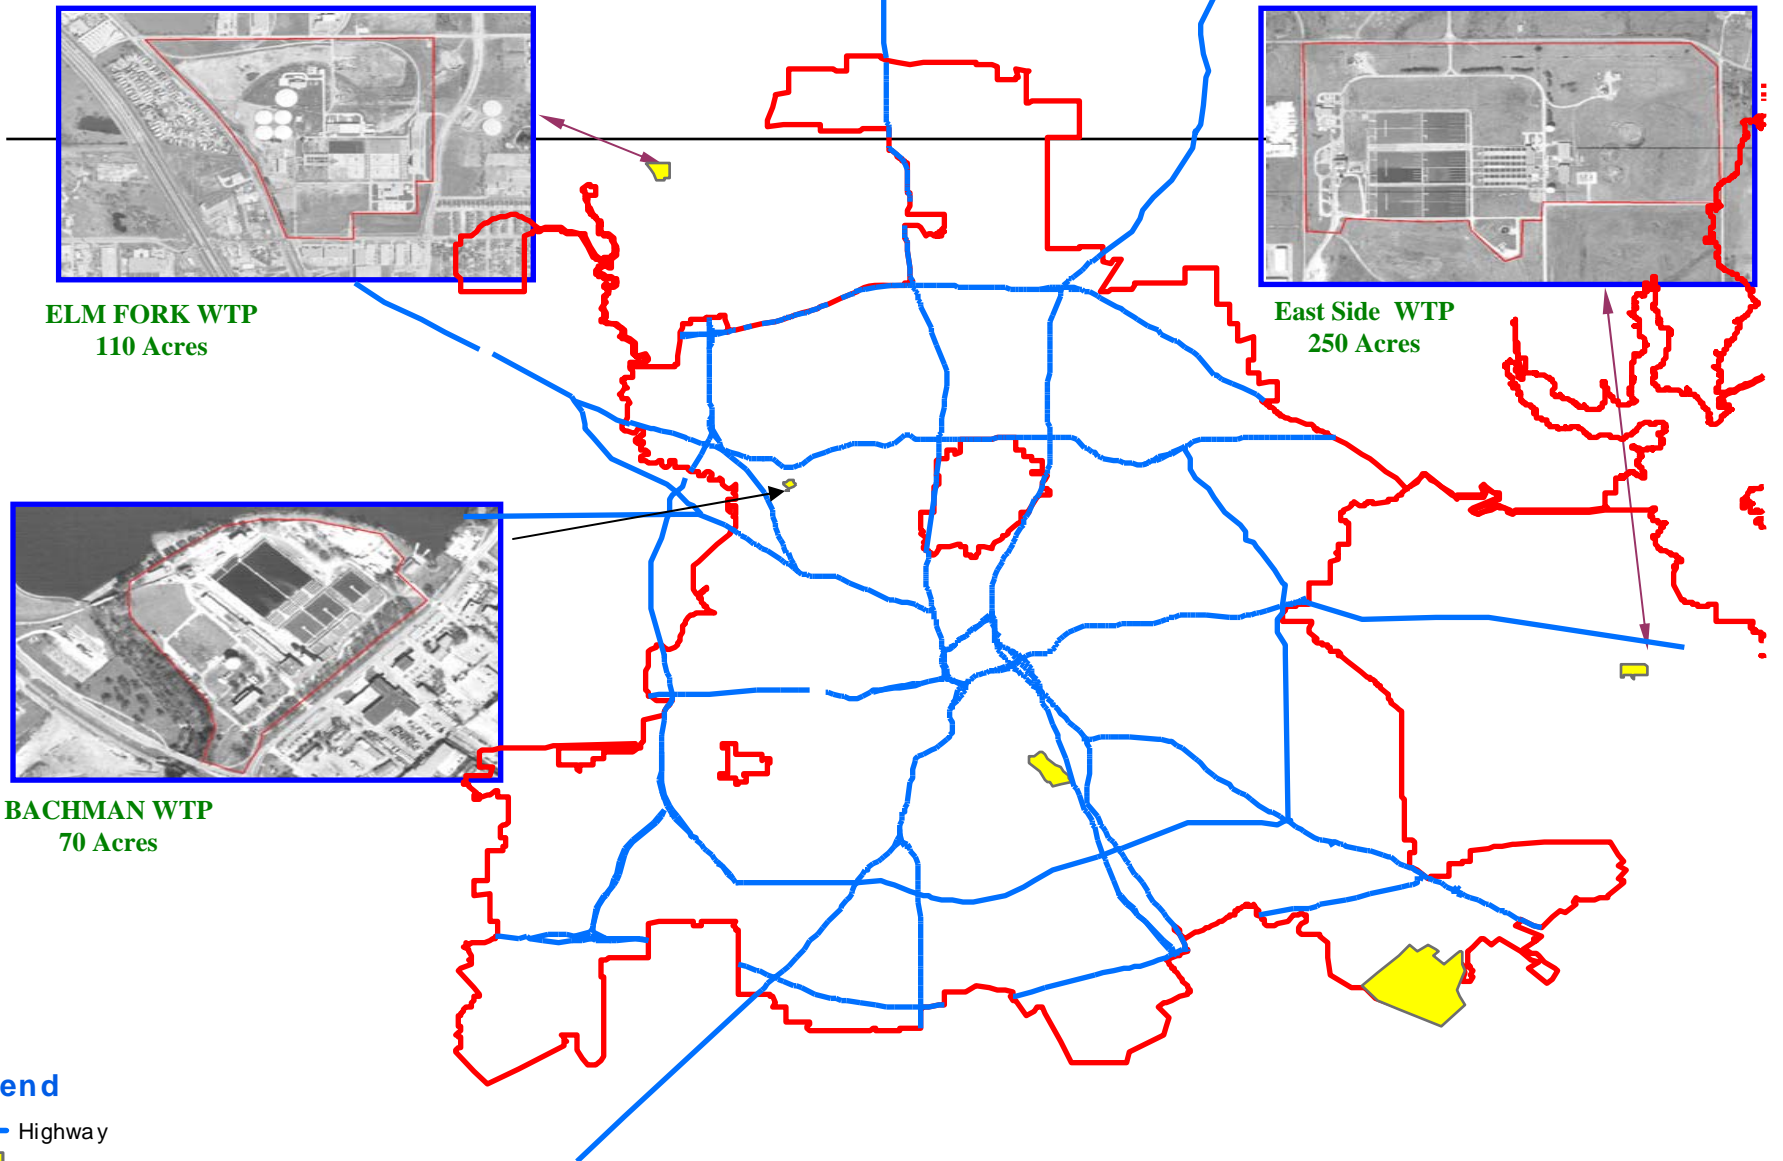 ELM FORK WTP
110 Acres
East Side WTP
250 Acres
BACHMAN WTP
70 Acres
end
Highway